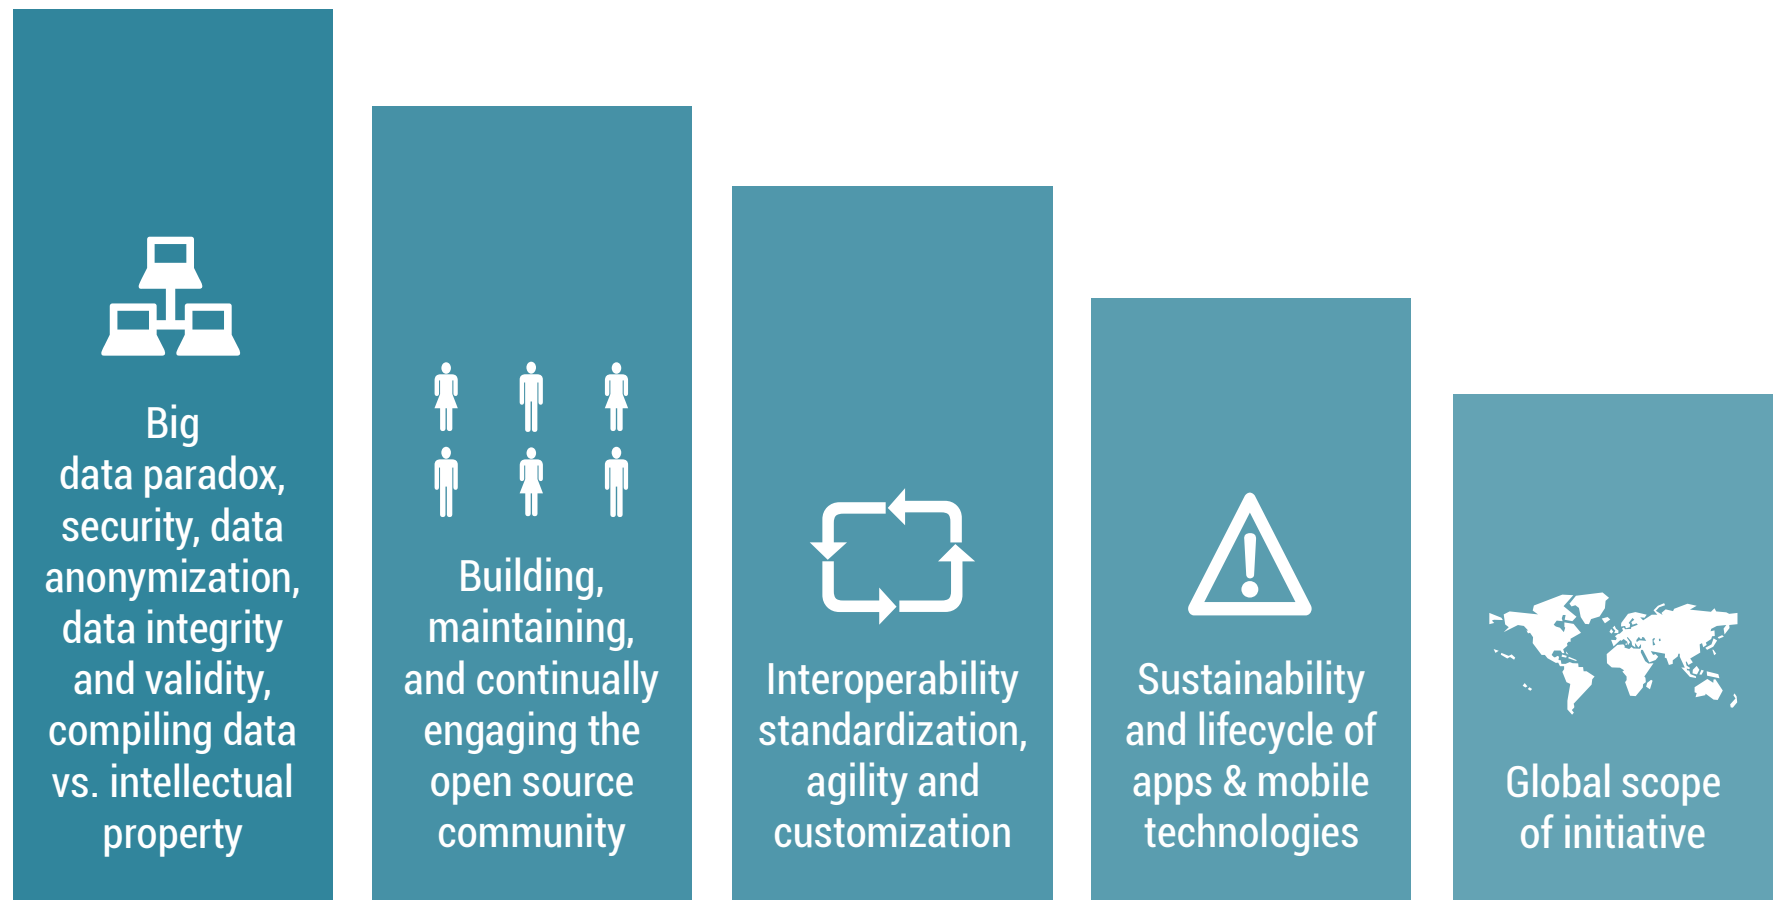 Big
data paradox,
security, data
anonymization,
data integrity
and validity,
compiling data
vs. intellectual
property
Building,
maintaining,
and continually
engaging the
open source
community
Interoperability
standardization,
agility and
customization
Sustainability
and lifecycle of
apps & mobile
technologies
Global scope
of initiative